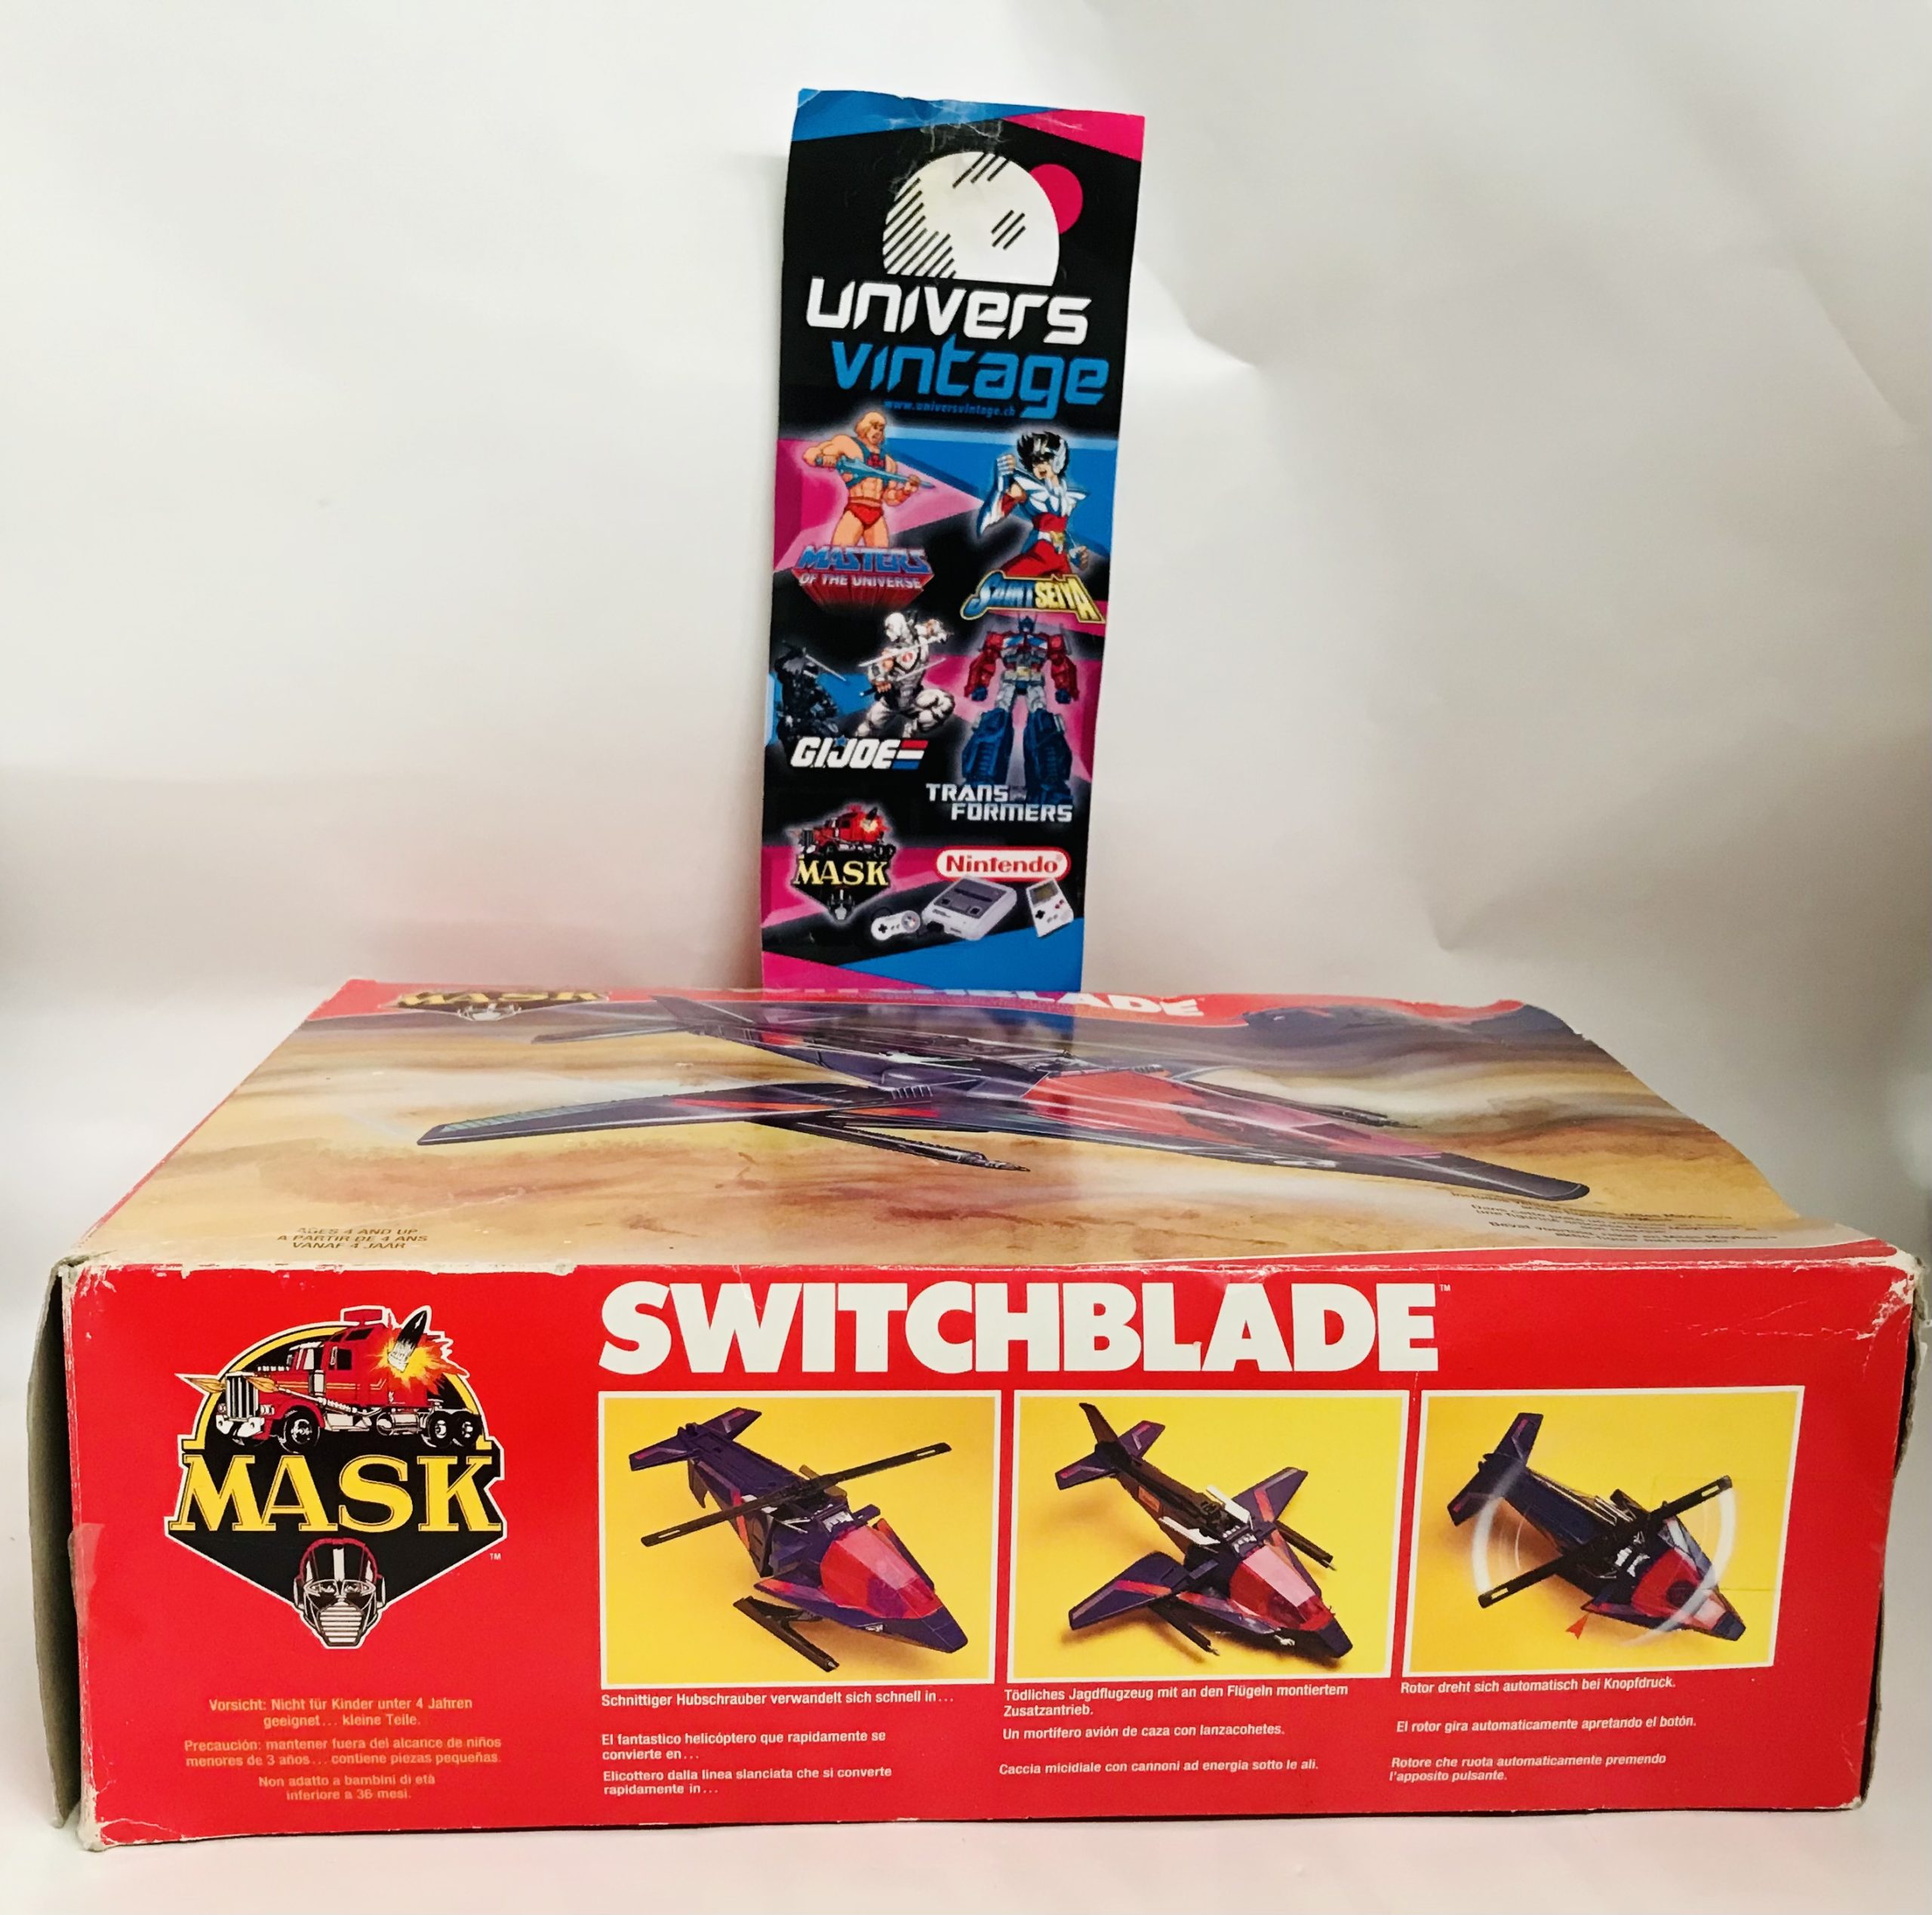 univers
vintage
www.universvintage.ch
MASTERS
OF THE UNIVERSE
SAINT SEIYA
G.I.JOE
TRANS
FORMERS
MASK
Nintendo®
MASK
BLADE™
AGES 4 AND UP
A PARTIR DE 4 ANS
VANAF 4 JAAR
SWITCHBLADE™
MASK™
Vorsicht: Nicht für Kinder unter 4 Jahren
geeignet... kleine Teile.
Precaución: mantener fuera del alcance de niños
menores de 3 años... contiene piezas pequeñas.
Non adatto a bambini di età
inferiore a 36 mesi.
Schnittiger Hubschrauber verwandelt sich schnell in...
El fantastico helicóptero que rapidamente se
convierte en...
Elicottero dalla linea slanciata che si converte
rapidamente in...
Tödliches Jagdflugzeug mit an den Flügeln montiertem
Zusatzantrieb.
Un mortífero avión de caza con lanzacohetes.
Caccia micidiale con cannoni ad energia sotto le ali.
Rotor dreht sich automatisch bei Knopfdruck.
El rotor gira automaticamente apretando el botón.
Rotore che ruota automaticamente premendo
l'apposito pulsante.